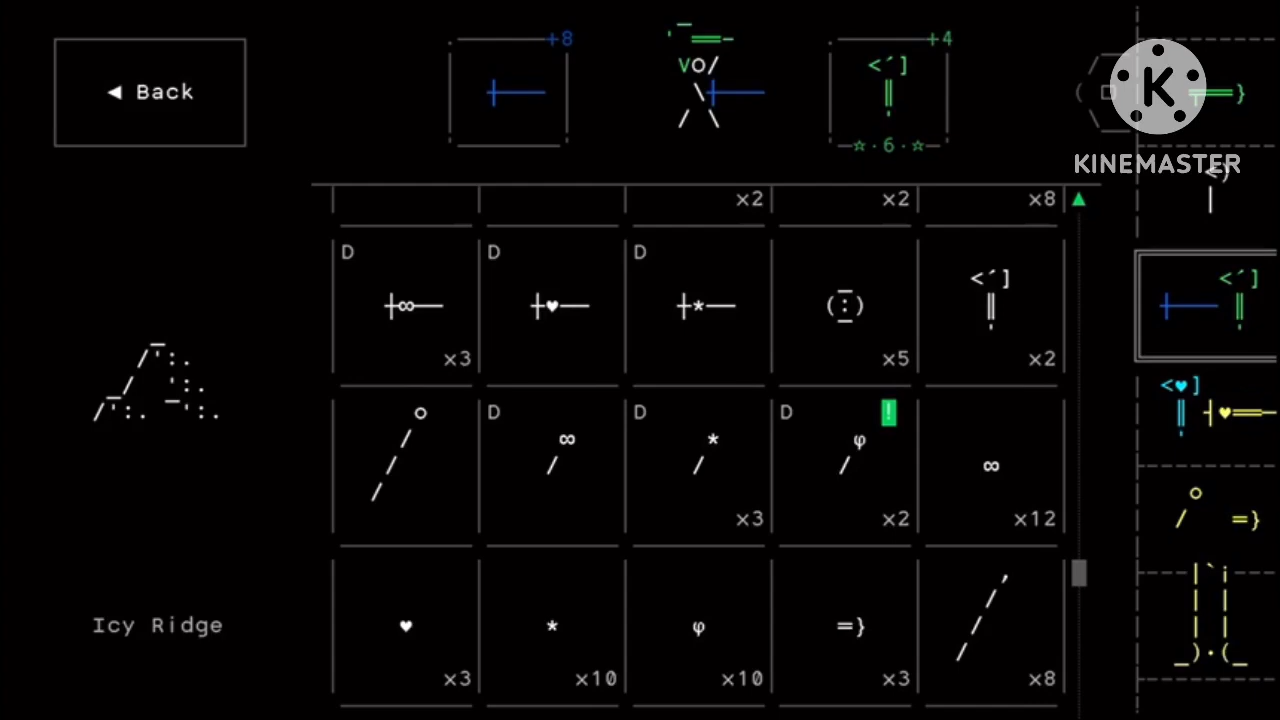 ◄ Back
+8
+4
☆·6·☆
K
KINEMASTER
×2 ×2 ×8
D D D
×3 ×5 ×2
D D D !
∞ * φ ∞
×3 ×2 ×12
Icy Ridge
♥ * φ =}
×3 ×10 ×10 ×3 ×8